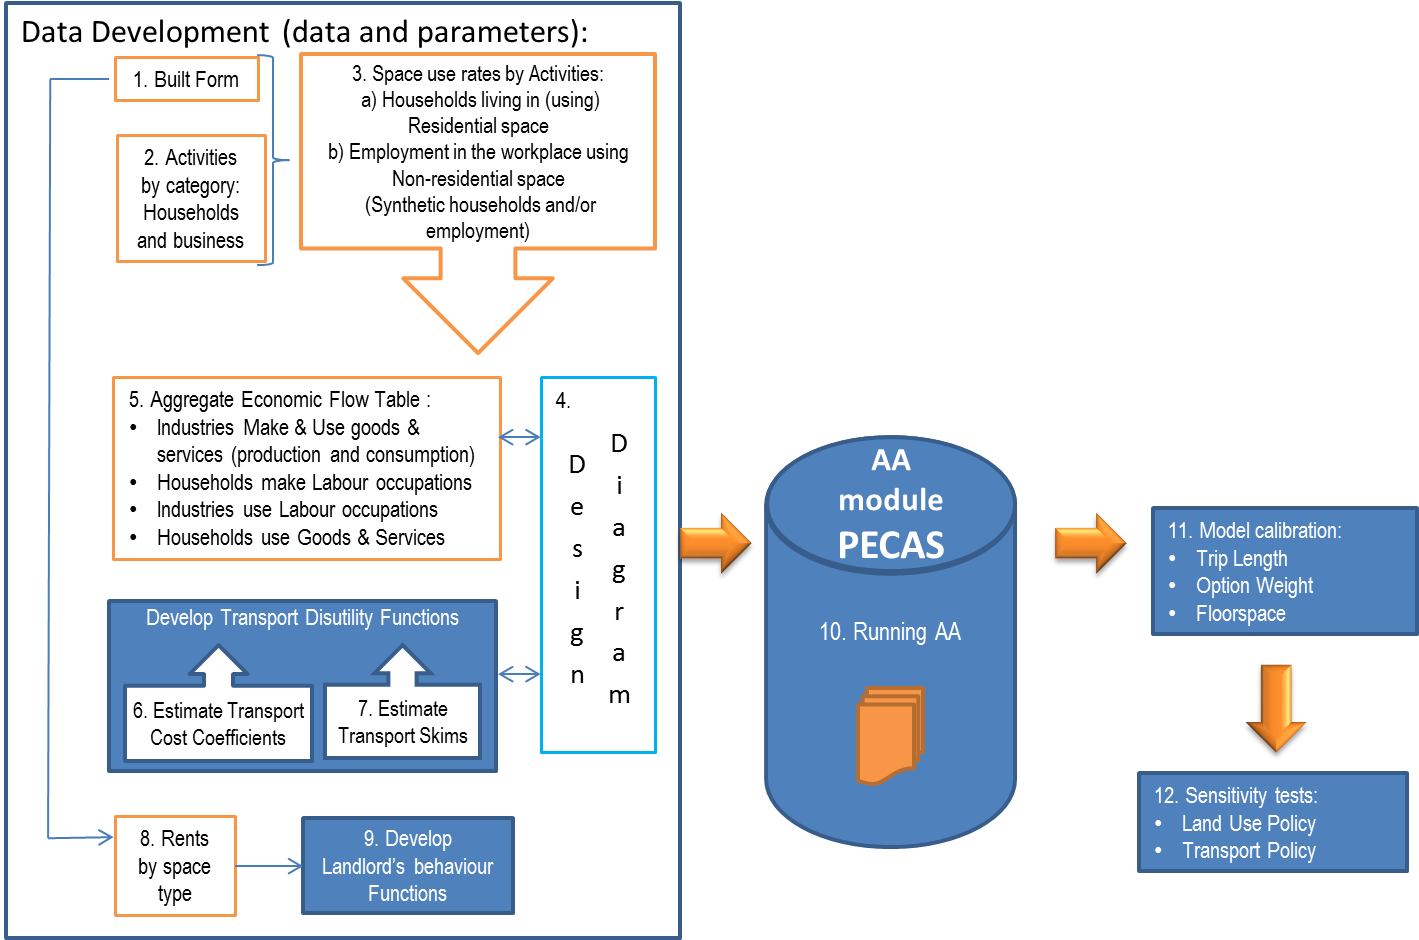 Data Development (data and parameters):
1. Built Form
2. Activities
by category:
Households
and business
3. Space use rates by Activities:
a) Households living in (using)
Residential space
b) Employment in the workplace using
Non-residential space
(Synthetic households and/or
employment)
5. Aggregate Economic Flow Table :
• Industries Make & Use goods &
services (production and consumption)
• Households make Labour occupations
• Industries use Labour occupations
• Households use Goods & Services
4.
Design
Diagram
Develop Transport Disutility Functions
6. Estimate Transport
Cost Coefficients
7. Estimate
Transport Skims
8. Rents
by space
type
9. Develop
Landlord's behaviour
Functions
AA
module
PECAS
10. Running AA
11. Model calibration:
• Trip Length
• Option Weight
• Floorspace
12. Sensitivity tests:
• Land Use Policy
• Transport Policy